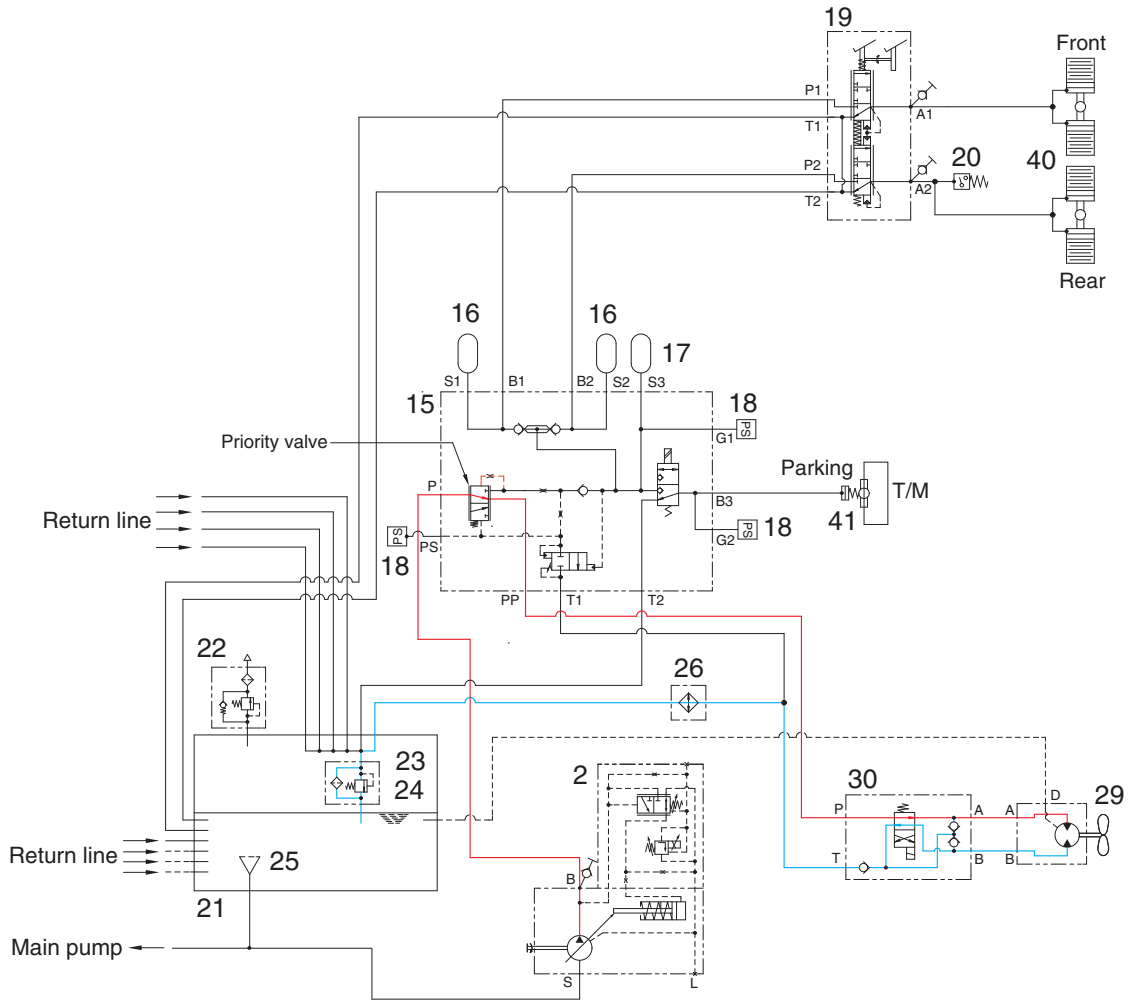 19
Front
P1
T1
A1
P2
20
40
T2
A2
Rear
16
16
17
S1
B1
B2
S2
S3
15
18
PS
G1
Priority valve
P
Parking
T/M
B3
Return line
PS
18
PS
18
PS
G2
41
PP
T1
T2
22
26
23
24
2
30
D
29
P
A
A
Return line
25
T
B
B
B
21
Main pump
S
L